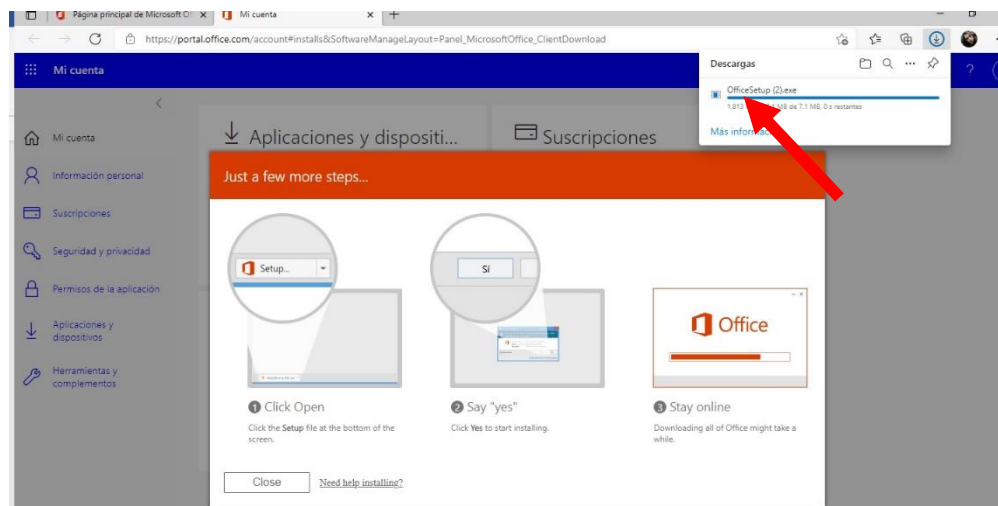 Página principal de Microsoft Of
Mi cuenta
https://portal.office.com/account#installs&SoftwareManageLayout=Panel_MicrosoftOffice_ClientDownload
Mi cuenta
Descargas
OfficeSetup (2).exe
MB de 7.1 MB, 0 s restantes
Más
Mi cuenta
Información personal
Suscripciones
Seguridad y privacidad
Permisos de la aplicación
Aplicaciones y
dispositivos
Herramientas y
complementos
Aplicaciones y dispositi...
Suscripciones
Just a few more steps...
Setup...
Sí
Office
1 Click Open
Click the Setup file at the bottom of the
screen.
2 Say "yes"
Click Yes to start installing.
3 Stay online
Downloading all of Office might take a
while.
Close
Need help installing?